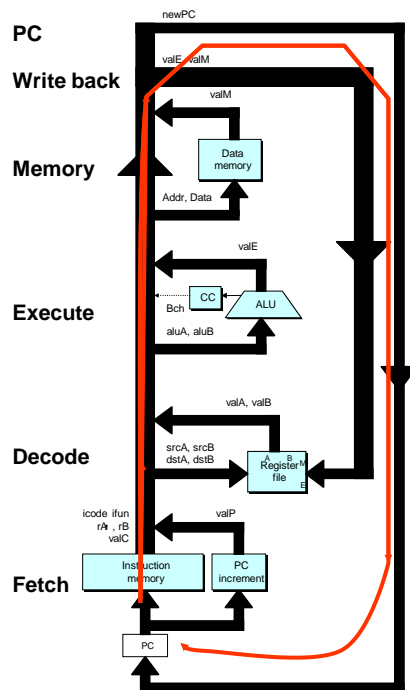 newPC
PC
valE, valM
Write back
valM
Data
memory
Memory
Addr, Data
valE
CC
ALU
Bch
Execute
aluA, aluB
valA, valB
srcA, srcB
dstA, dstB
A B M
Register
file
E
Decode
icode ifun
rA , rB
valC
valP
Instruction
memory
PC
increment
Fetch
PC